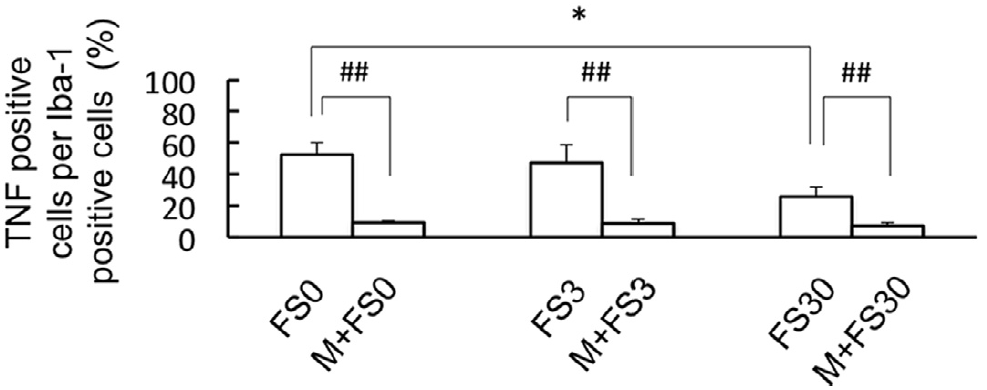 TNF positive
cells per Iba-1
positive cells (%)
*
##
##
##
100
80
60
40
20
0
FS0
M+FS0
FS3
M+FS3
FS30
M+FS30